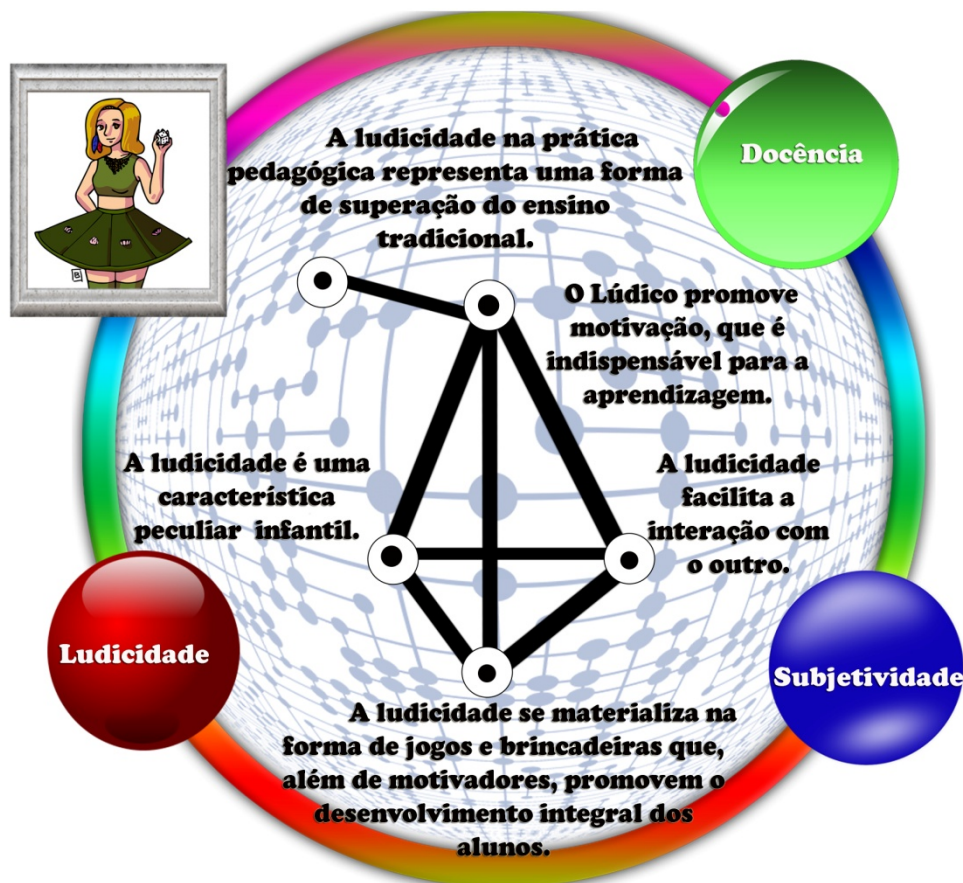 A ludicidade na prática
pedagógica representa uma forma
de superação do ensino
tradicional.
Docência
O Lúdico promove
motivação, que é
indispensável para a
aprendizagem.
A ludicidade é uma
característica
peculiar infantil.
A ludicidade
facilita a
interação com
o outro.
Ludicidade
Subjetividade
A ludicidade se materializa na
forma de jogos e brincadeiras que,
além de motivadores, promovem o
desenvolvimento integral dos
alunos.